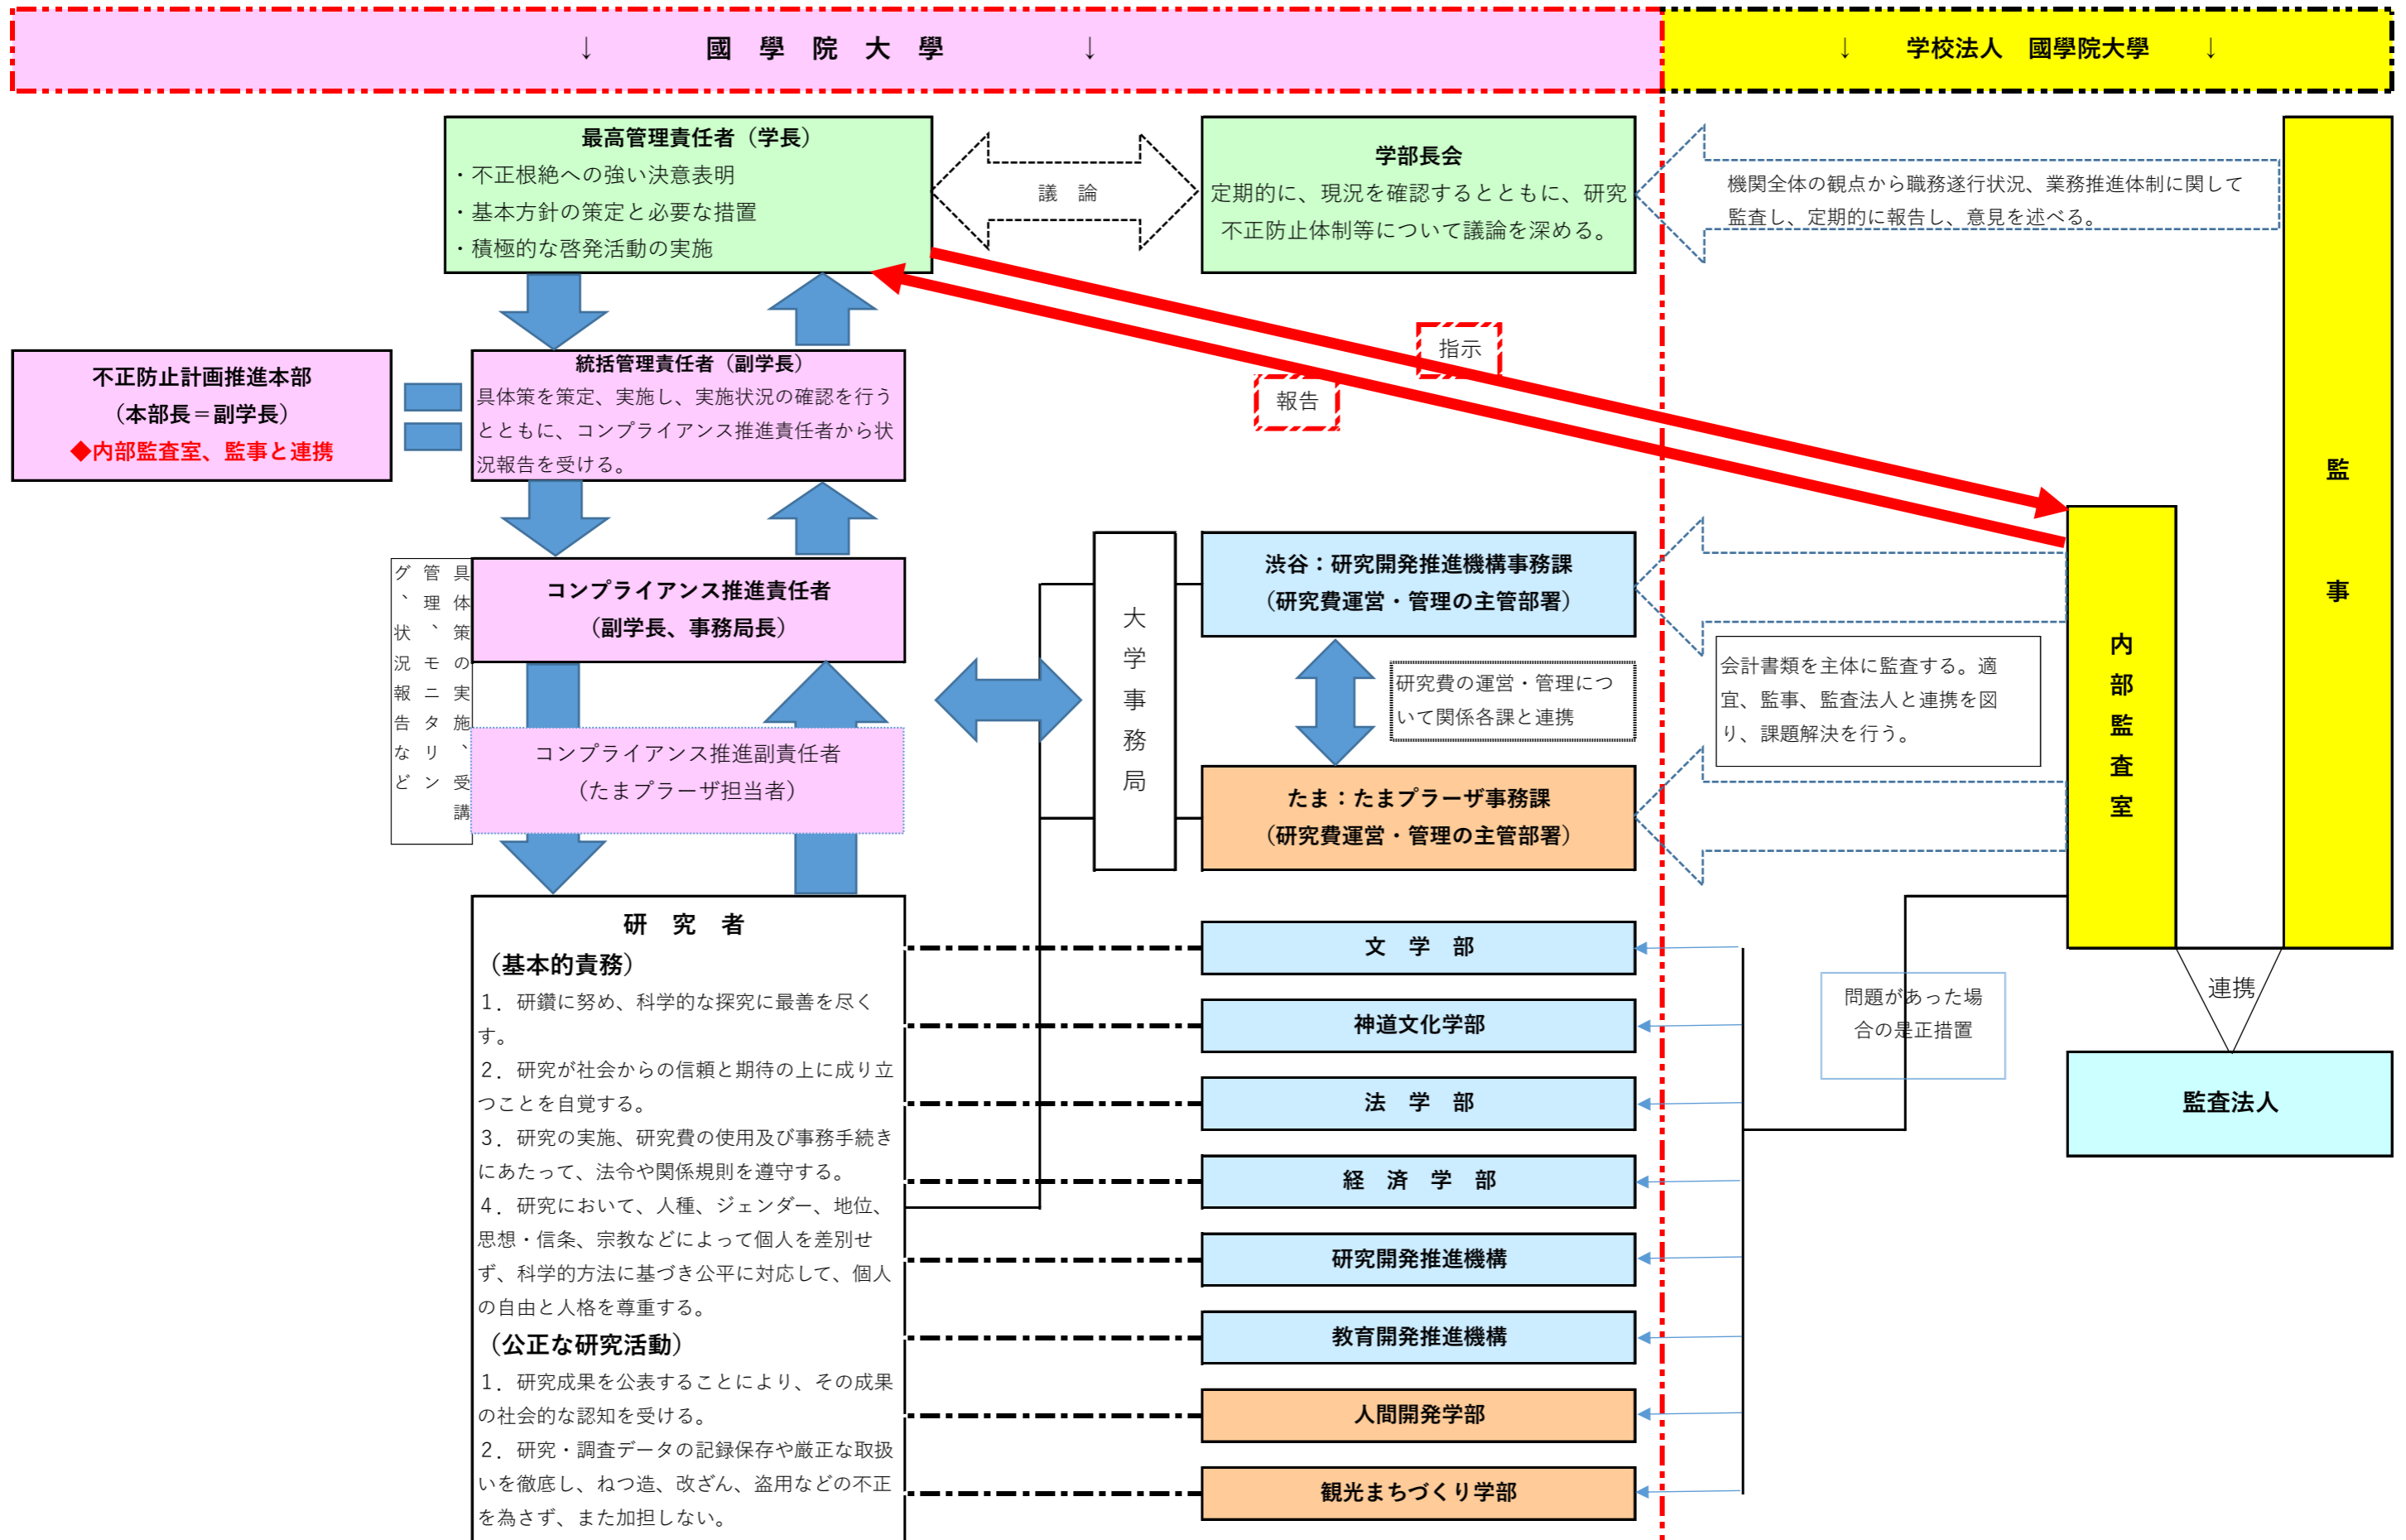 ↓　國　學　院　大　學　↓
↓　学校法人　國學院大學　↓
最高管理責任者（学長）
・不正根絶への強い決意表明
・基本方針の策定と必要な措置
・積極的な啓発活動の実施
議　論
学部長会
定期的に、現況を確認するとともに、研究
不正防止体制等について議論を深める。
機関全体の観点から職務遂行状況、業務推進体制に関して
監査し、定期的に報告し、意見を述べる。
監　事
指示
報告
不正防止計画推進本部
（本部長＝副学長）
◆内部監査室、監事と連携
統括管理責任者（副学長）
具体策を策定、実施し、実施状況の確認を行う
とともに、コンプライアンス推進責任者から状
況報告を受ける。
具体策の実施、受講
管理、モニタリン
グ、状況報告など
コンプライアンス推進責任者
（副学長、事務局長）
コンプライアンス推進副責任者
（たまプラーザ担当者）
大学事務局
渋谷：研究開発推進機構事務課
（研究費運営・管理の主管部署）
研究費の運営・管理につ
いて関係各課と連携
たま：たまプラーザ事務課
（研究費運営・管理の主管部署）
会計書類を主体に監査する。適
宜、監事、監査法人と連携を図
り、課題解決を行う。
内部監査室
研　究　者
（基本的責務）
１．研鑽に努め、科学的な探究に最善を尽く
す。
２．研究が社会からの信頼と期待の上に成り立
つことを自覚する。
３．研究の実施、研究費の使用及び事務手続き
にあたって、法令や関係規則を遵守する。
４．研究において、人種、ジェンダー、地位、
思想・信条、宗教などによって個人を差別せ
ず、科学的方法に基づき公平に対応して、個人
の自由と人格を尊重する。
（公正な研究活動）
１．研究成果を公表することにより、その成果
の社会的な認知を受ける。
２．研究・調査データの記録保存や厳正な取扱
いを徹底し、ねつ造、改ざん、盗用などの不正
を為さず、また加担しない。
文　学　部
神道文化学部
法　学　部
経　済　学　部
研究開発推進機構
教育開発推進機構
人間開発学部
観光まちづくり学部
問題があった場
合の是正措置
連携
監査法人